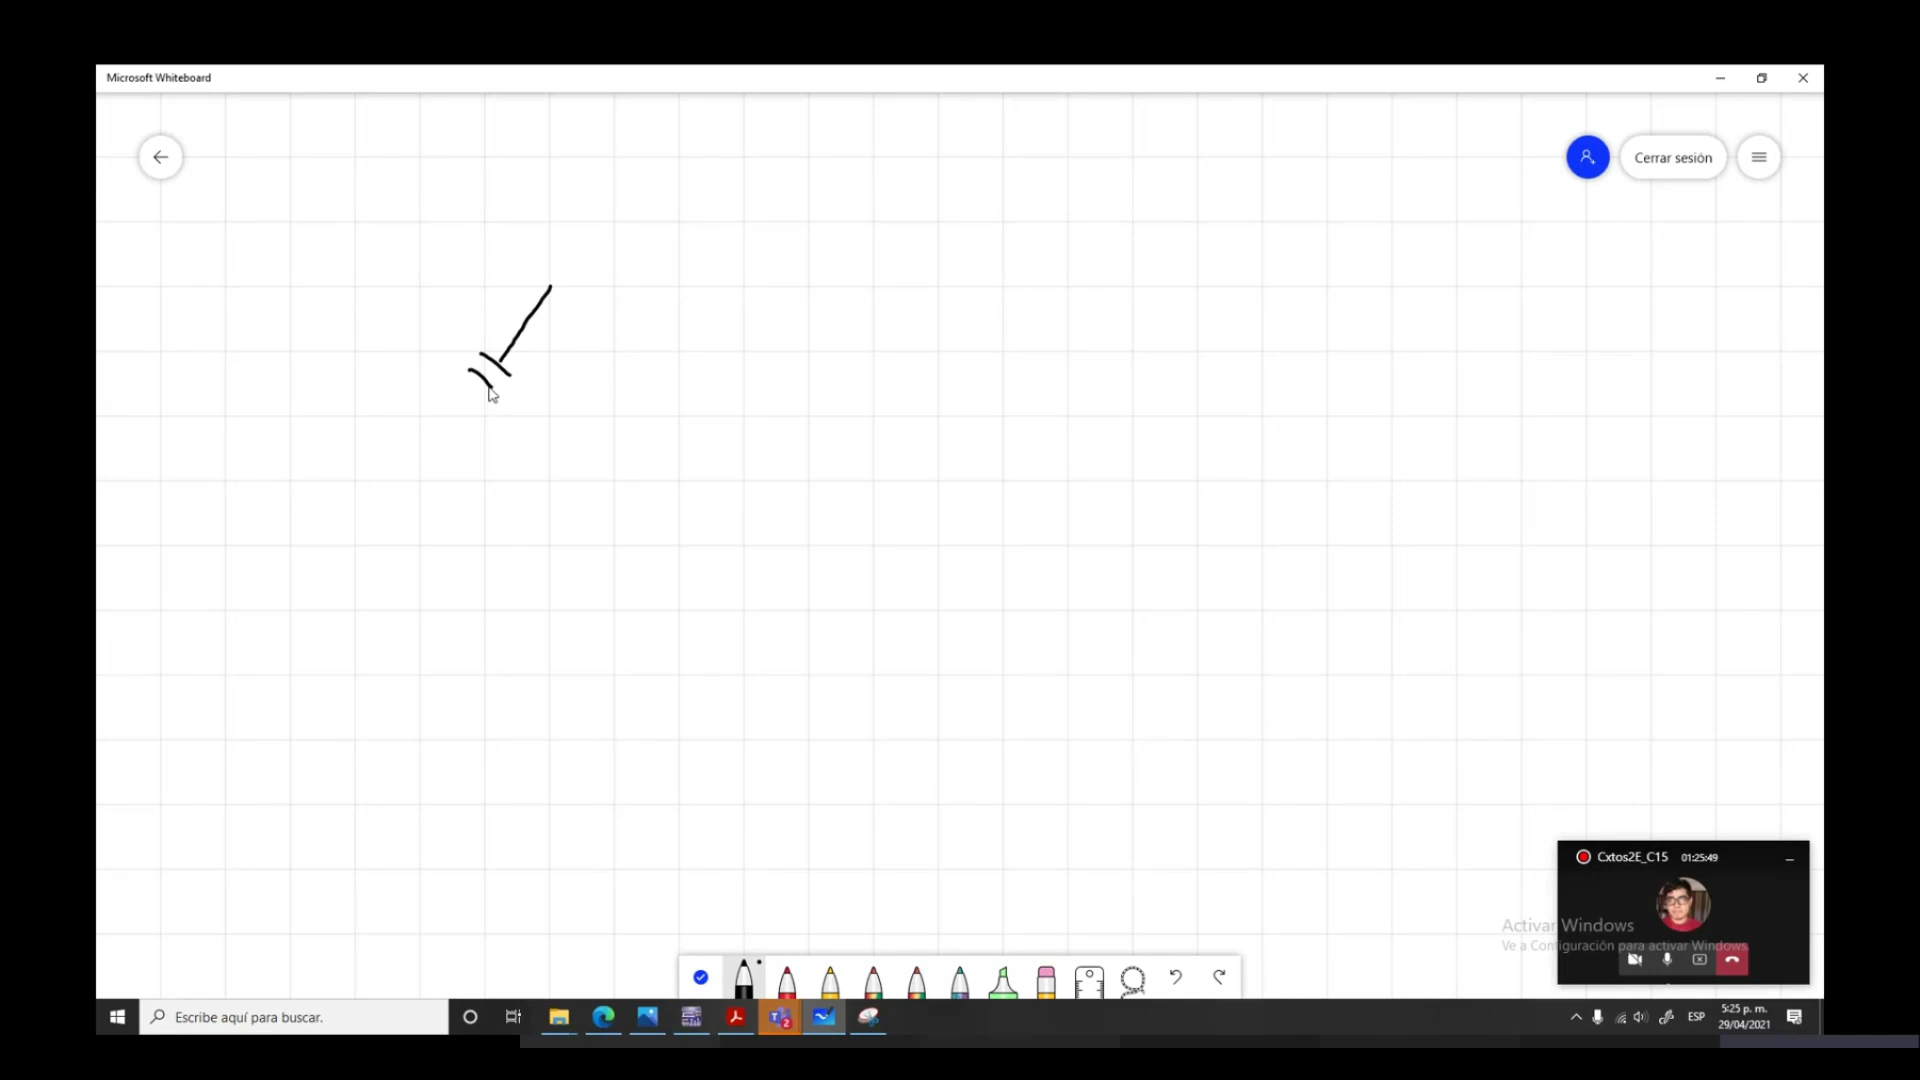 Microsoft Whiteboard
Cerrar sesión
Cxtos2E_C15 01:25:49
Activar Windows
Ve a Configuración para activar Windows.
Escribe aquí para buscar.
2
ESP
5:25 p. m.
29/04/2021